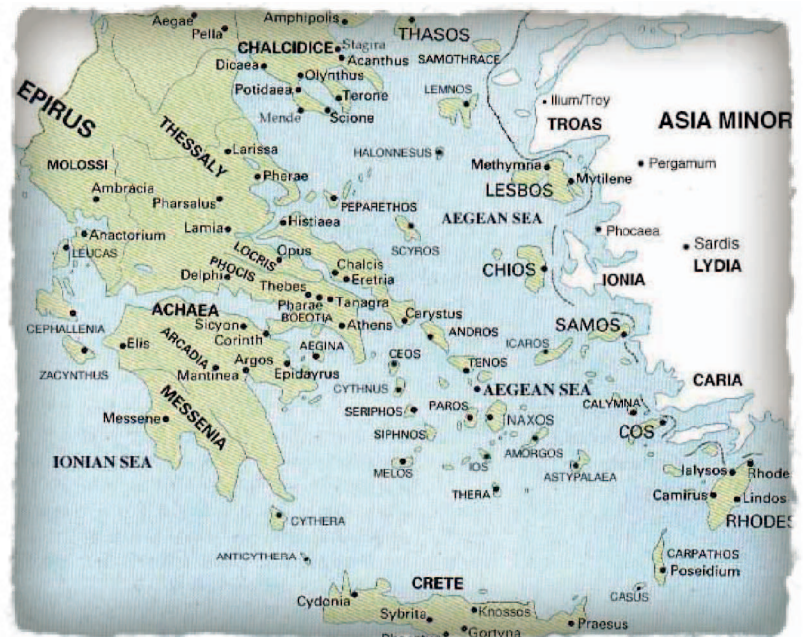 Aegae
Pella
Amphipolis
THASOS
CHALCIDICE
Stagira
Acanthus
SAMOTHRACE
Dicaea
Olynthus
Potidaea
Terone
LEMNOS
Mende
Scione
Ilium/Troy
TROAS
ASIA MINOR
EPIRUS
THESSALY
MOLOSSI
Larissa
HALONNESUS
Methymna
Pergamum
Pherae
LESBOS
Mytilene
Ambracia
Pharsalus
PEPARETHOS
AEGEAN SEA
Anactorium
Lamia
Histiaea
SCYROS
Phocaea
Sardis
LEUCAS
LOCRIS
Opus
PHOCIS
Delphi
Chalcis
Eretria
CHIOS
LYDIA
IONIA
Thebes
Pharae
Tanagra
BOEOTIA
ACHAEA
CEPHALLENIA
Sicyon
Corinth
Athens
Carystus
ANDROS
SAMOS
ICAROS
Elis
ARCADIA
AEGINA
ZACYNTHUS
Mantinea
Argos
Epidayrus
CEOS
TENOS
CYTHNUS
AEGEAN SEA
CARIA
MESSENIA
Messene
SERIPHOS
PAROS
NAXOS
CALYMNA
SIPHNOS
COS
AMORGOS
IONIAN SEA
MELOS
IOS
ASTYPALAEA
Ialysos
Rhode
THERA
Camirus
Lindos
CYTHERA
RHODES
ANTICYTHERA
CARPATHOS
Poseidium
CRETE
CASUS
Cydonia
Sybrita
Knossos
Gortyna
Praesus